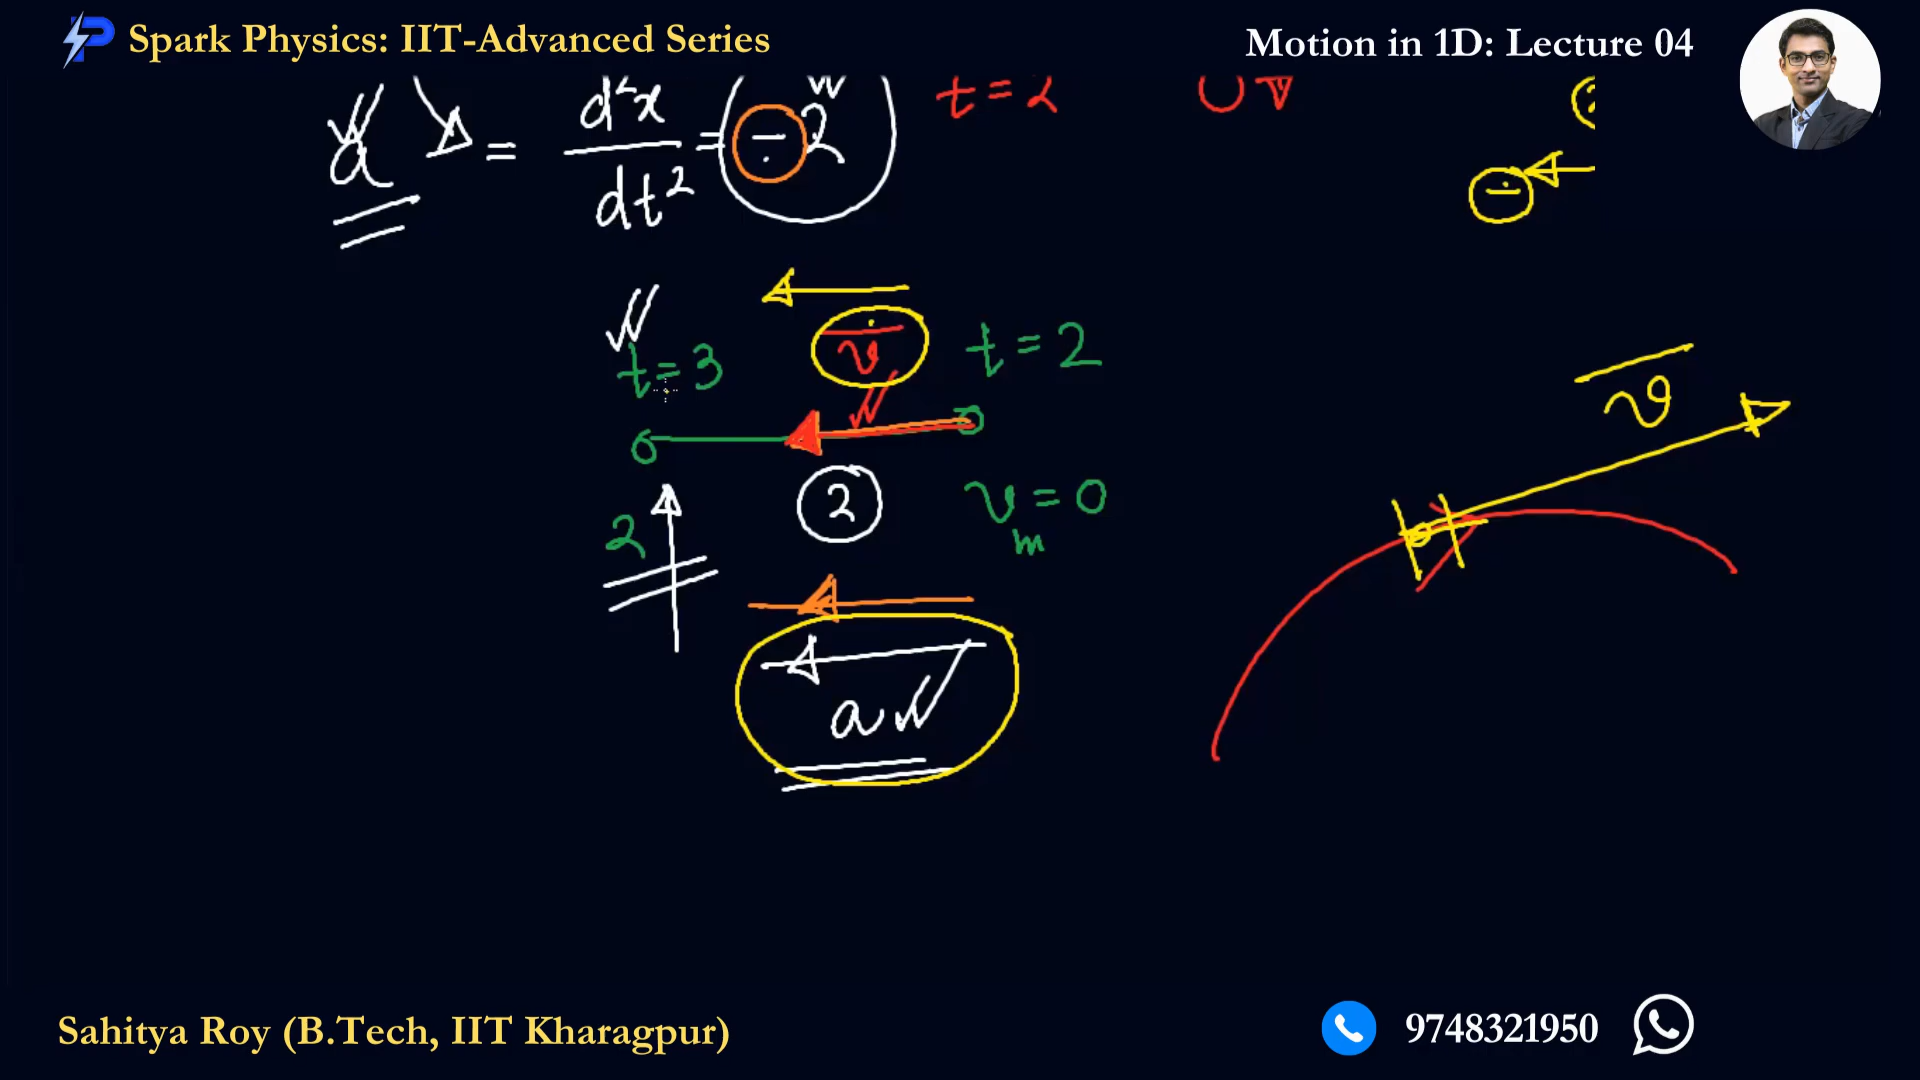 Spark Physics: IIT-Advanced Series
Motion in 1D: Lecture 04
a = d²x/dt² = -2
t = 2
v
t = 3
t = 2
v
2
2
v = 0
m
a
Sahitya Roy (B.Tech, IIT Kharagpur)
9748321950